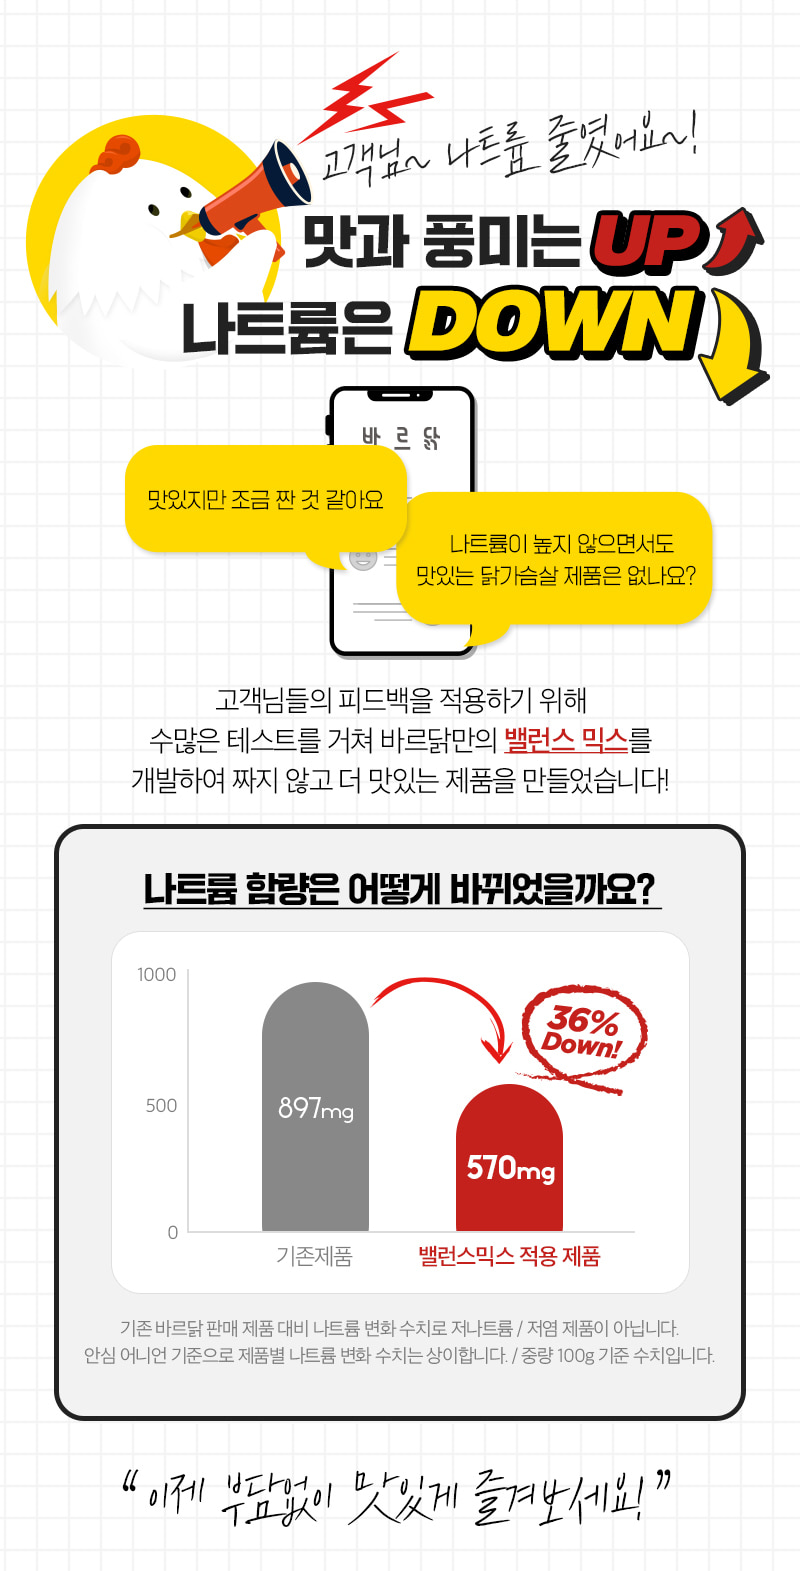 고객님~ 나트륨 줄였어요~!
맛과 풍미는 UP
나트륨은 DOWN
바르닭
맛있지만 조금 짠 것 같아요
나트륨이 높지 않으면서도
맛있는 닭가슴살 제품은 없나요?
고객님들의 피드백을 적용하기 위해
수많은 테스트를 거쳐 바르닭만의 밸런스 믹스를
개발하여 짜지 않고 더 맛있는 제품을 만들었습니다!
나트륨 함량은 어떻게 바뀌었을까요?
1000
36%
Down!
500
897mg
570mg
0
기존제품
밸런스믹스 적용 제품
기존 바르닭 판매 제품 대비 나트륨 변화 수치로 저나트륨 / 저염 제품이 아닙니다.
안심 어니언 기준으로 제품별 나트륨 변화 수치는 상이합니다. / 중량 100g 기준 수치입니다.
“ 이제 부담없이 맛있게 즐겨보세요! ”